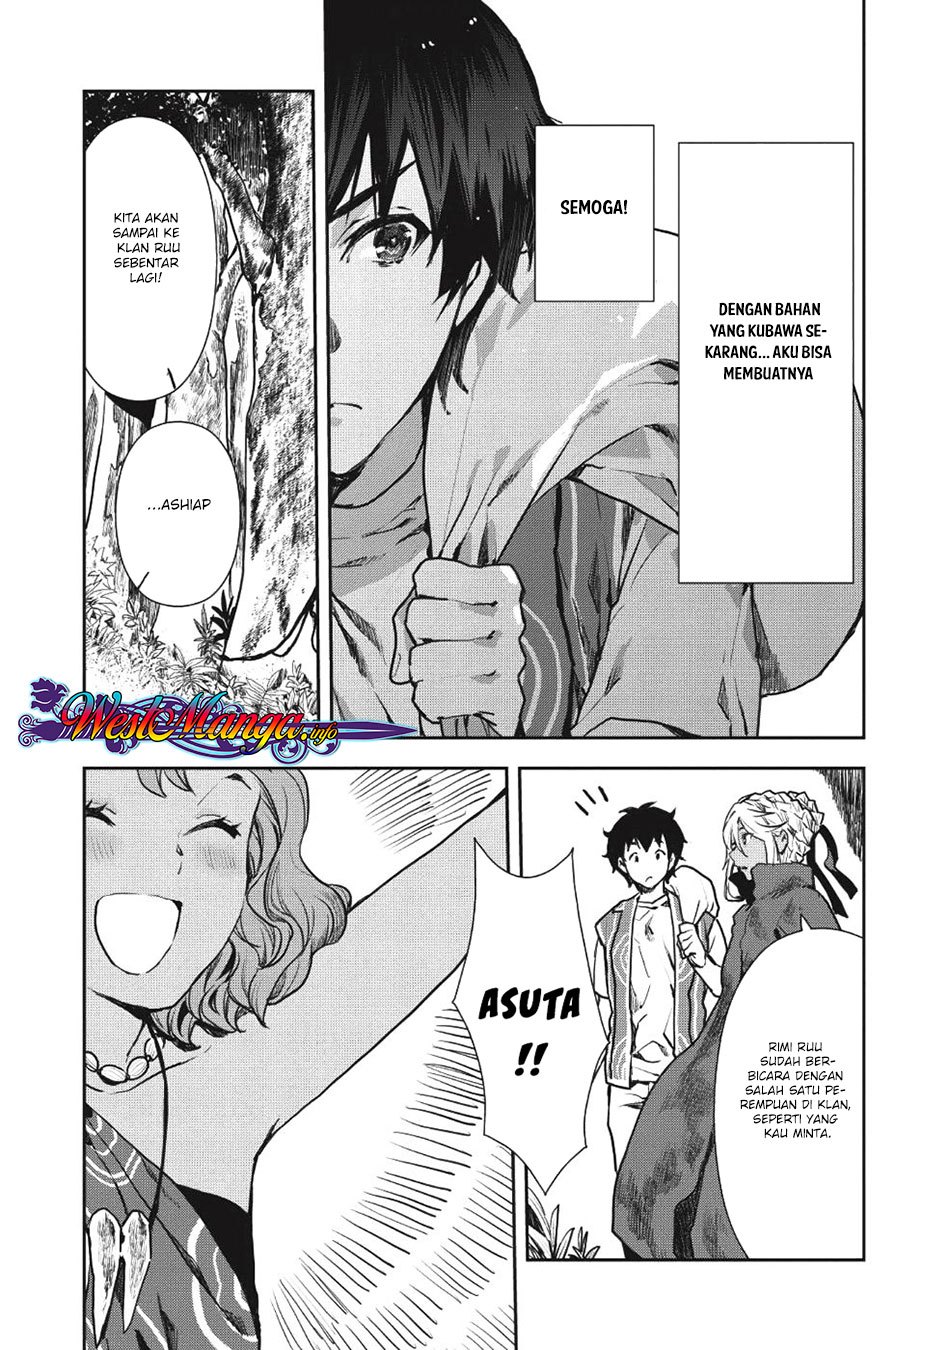 SEMOGA!
DENGAN BAHAN
YANG KUBAWA SE-
KARANG... AKU BISA
MEMBUATNYA
KITA AKAN
SAMPAI KE
KLAN RUU
SEBENTAR
LAGI!
...ASHIAP
WestManga.info
RIMI RUU
SUDAH BER-
BICARA DENGAN
SALAH SATU PE-
REMPUAN DI KLAN,
SEPERTI YANG
KAU MINTA.
ASUTA
!!